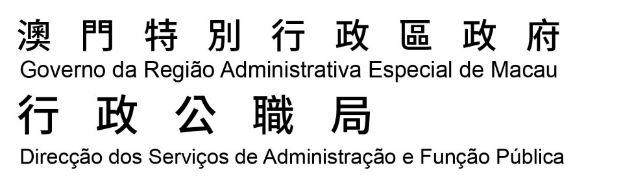 澳門特別行政區政府
Governo da Região Administrativa Especial de Macau
行政公職局
Direcção dos Serviços de Administração e Função Pública